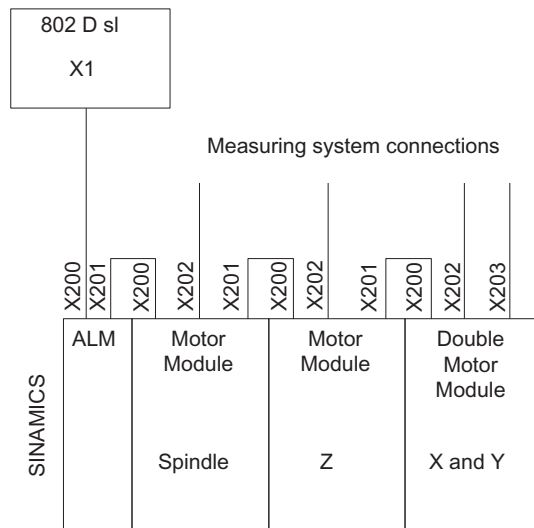 802 D sl
X1
Measuring system connections
X200
X201
X200
X202
X201
X200
X202
X201
X200
X202
X203
SINAMICS
ALM
Motor
Module
Motor
Module
Double
Motor
Module
Spindle
Z
X and Y